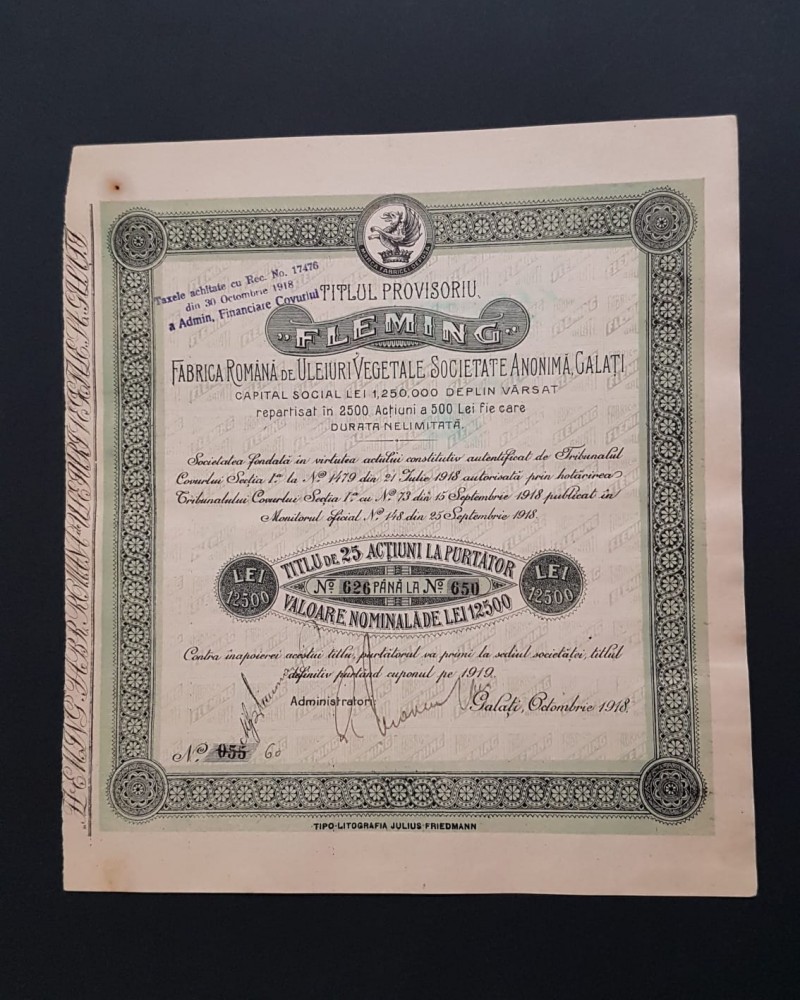 MARCA FABRICEI DEPUSĂ
Taxele achitate cu Rec. No. 17476
din 30 Octombrie 1918
a Admin, Financiare Covurlui
TITLUL PROVISORIU,
"FLEMING"
FABRICA ROMÂNĂ DE ULEIURI VEGETALE SOCIETATE ANONIMĂ, GALAȚI
CAPITAL SOCIAL LEI 1,250,000 DEPLIN VĂRSAT
repartisat în 2500, Acțiuni a 500 Lei fie care
DURATA NELIMITATĂ.
Societatea fondată în virtutea actului constitutiv autentificat de Tribunalul
Covurlui Secția Iª la Nº 1479 din 21 Iulie 1918 autorisată prin hotărîrea
Tribunalului Covurlui Secția Iª cu Nº 73 din 15 Septembrie 1918 publicat în
Monitorul oficial Nº 148 din 25 Septembrie 1918.
TITLU DE 25 ACȚIUNI LA PURTĂTOR
LEI 12500
Nº 626 PÂNĂ LA Nº 650
LEI 12500
VALOARE NOMINALĂ DE LEI 12500
Contra înapoierei acestui titlu, purtătorul va primi la sediul societăței, titlul
definitiv purtând cuponul pe 1919.
Administratori
Galați, Octombrie 1918.
Nº 055
60
TIPO-LITOGRAFIA JULIUS FRIEDMANN